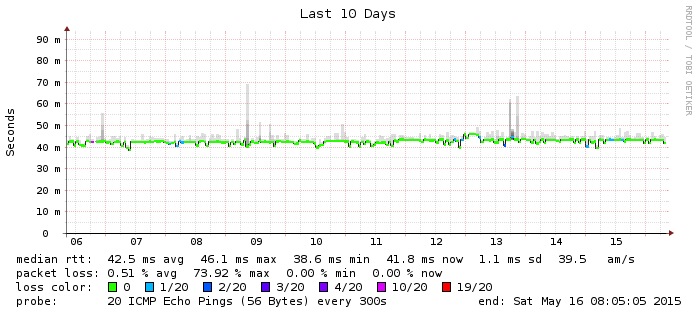 Last 10 Days
RRDTOOL / TOBI OETIKER
Seconds
90 m
80 m
70 m
60 m
50 m
40 m
30 m
20 m
10 m
0
06 07 08 09 10 11 12 13 14 15
median rtt: 42.5 ms avg 46.1 ms max 38.6 ms min 41.8 ms now 1.1 ms sd 39.5 am/s
packet loss: 0.51 % avg 73.92 % max 0.00 % min 0.00 % now
loss color: 0 1/20 2/20 3/20 4/20 10/20 19/20
probe: 20 ICMP Echo Pings (56 Bytes) every 300s end: Sat May 16 08:05:05 2015